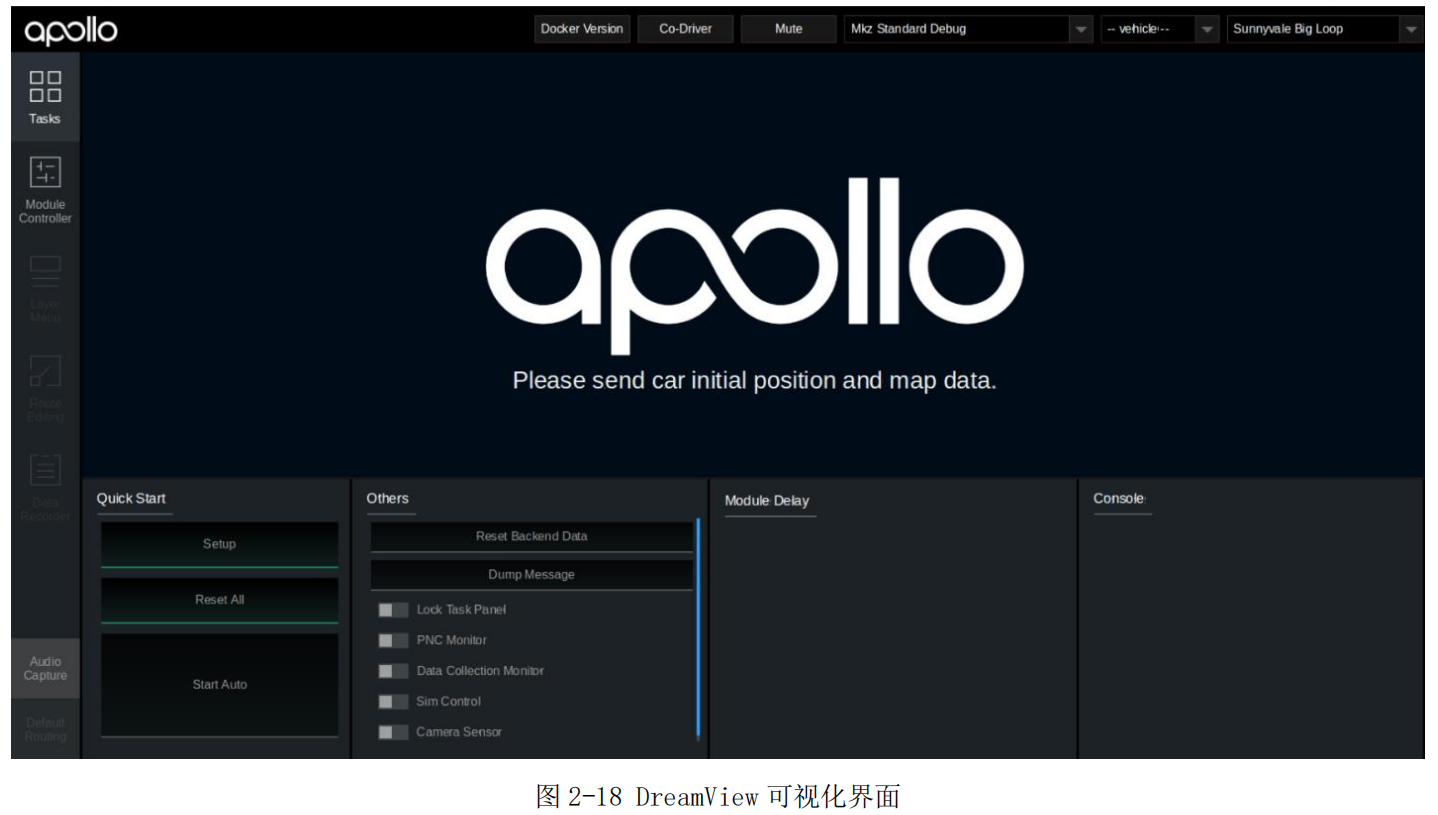 apollo
Docker Version
Co-Driver
Mute
Mkz Standard Debug
-- vehicle --
Sunnyvale Big Loop
Tasks
Module
Controller
Layer
Menu
Route
Editing
Data
Recorder
Audio
Capture
Default
Routing
apollo
Please send car initial position and map data.
Quick Start
Setup
Reset All
Start Auto
Others
Reset Backend Data
Dump Message
Lock Task Panel
PNC Monitor
Data Collection Monitor
Sim Control
Camera Sensor
Module Delay
Console
图 2-18 DreamView 可视化界面